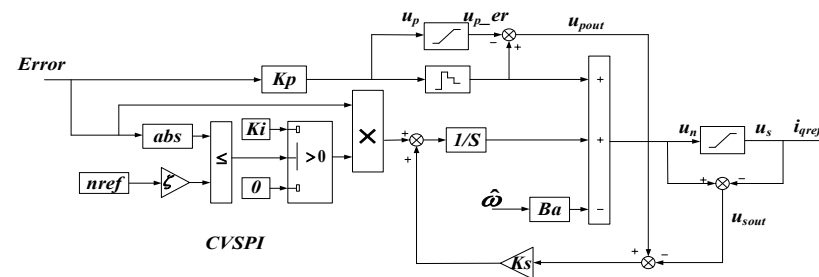 u_p u_p_er u_pout
Error
Kp
+
−
+
abs
Ki
×
≤
>0
+
+
1/S
+
u_n u_s i_qref
nref
ζ
0
ω̂
Ba
−
+
−
u_sout
CVSPI
Ks
+
−